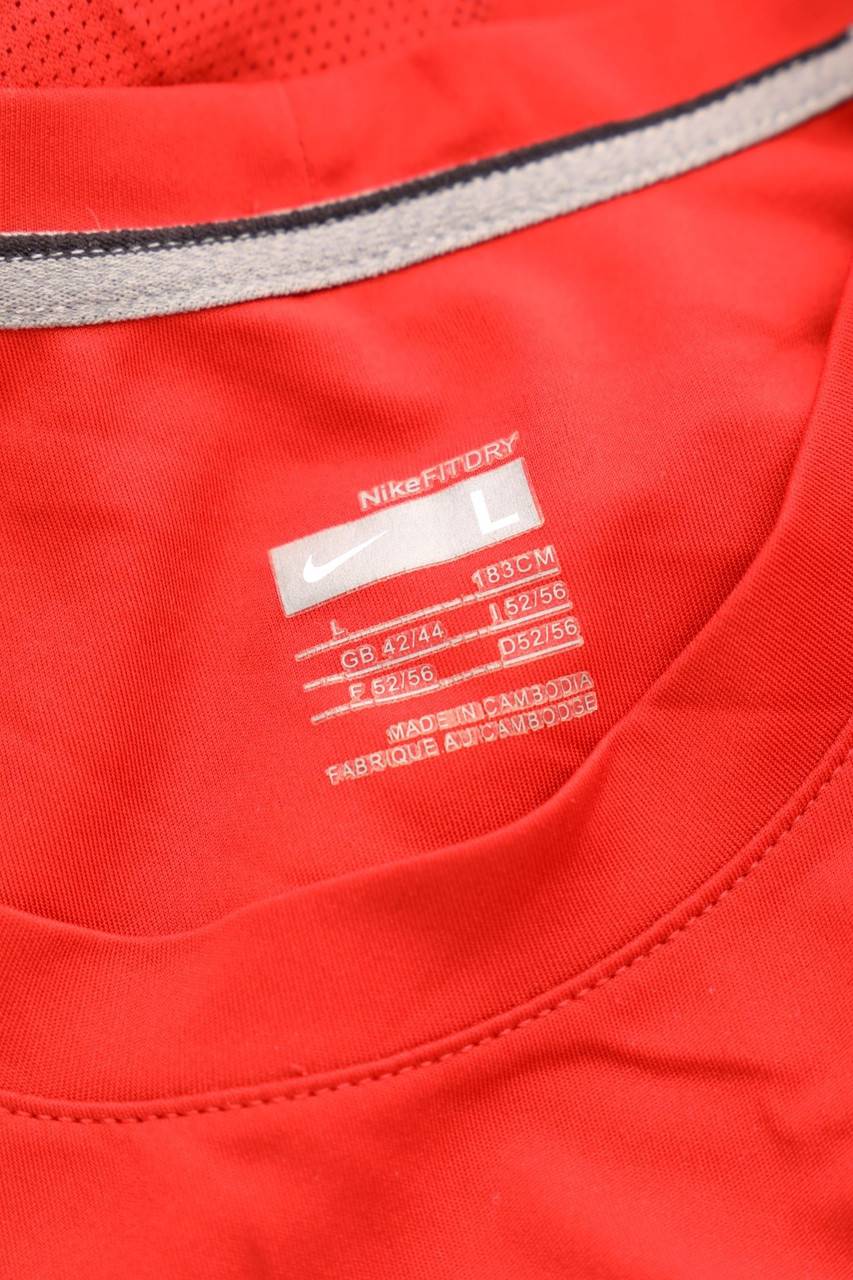 NikeFITDRY
L
L 183CM
GB 42/44 I 52/56
F 52/56 D52/56
MADE IN CAMBODIA
FABRIQUE AU CAMBODGE